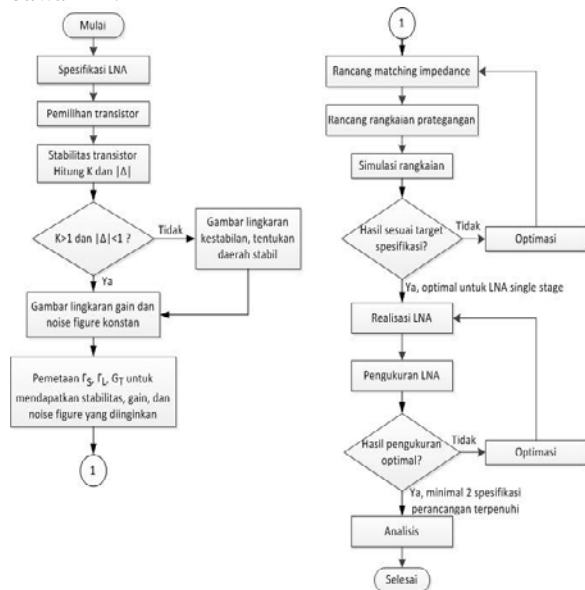 Mulai
Spesifikasi LNA
Pemilihan transistor
Stabilitas transistor
Hitung K dan |Δ|
K>1 dan |Δ|<1 ?
Tidak
Gambar lingkaran
kestabilan, tentukan
daerah stabil
Ya
Gambar lingkaran gain dan
noise figure konstan
Pemetaan ΓS, ΓL, GT untuk
mendapatkan stabilitas, gain, dan
noise figure yang diinginkan
1
1
Rancang matching impedance
Rancang rangkaian prategangan
Simulasi rangkaian
Hasil sesuai target
spesifikasi?
Tidak
Optimasi
Ya, optimal untuk LNA single stage
Realisasi LNA
Pengukuran LNA
Hasil pengukuran
optimal?
Tidak
Optimasi
Ya, minimal 2 spesifikasi
perancangan terpenuhi
Analisis
Selesai